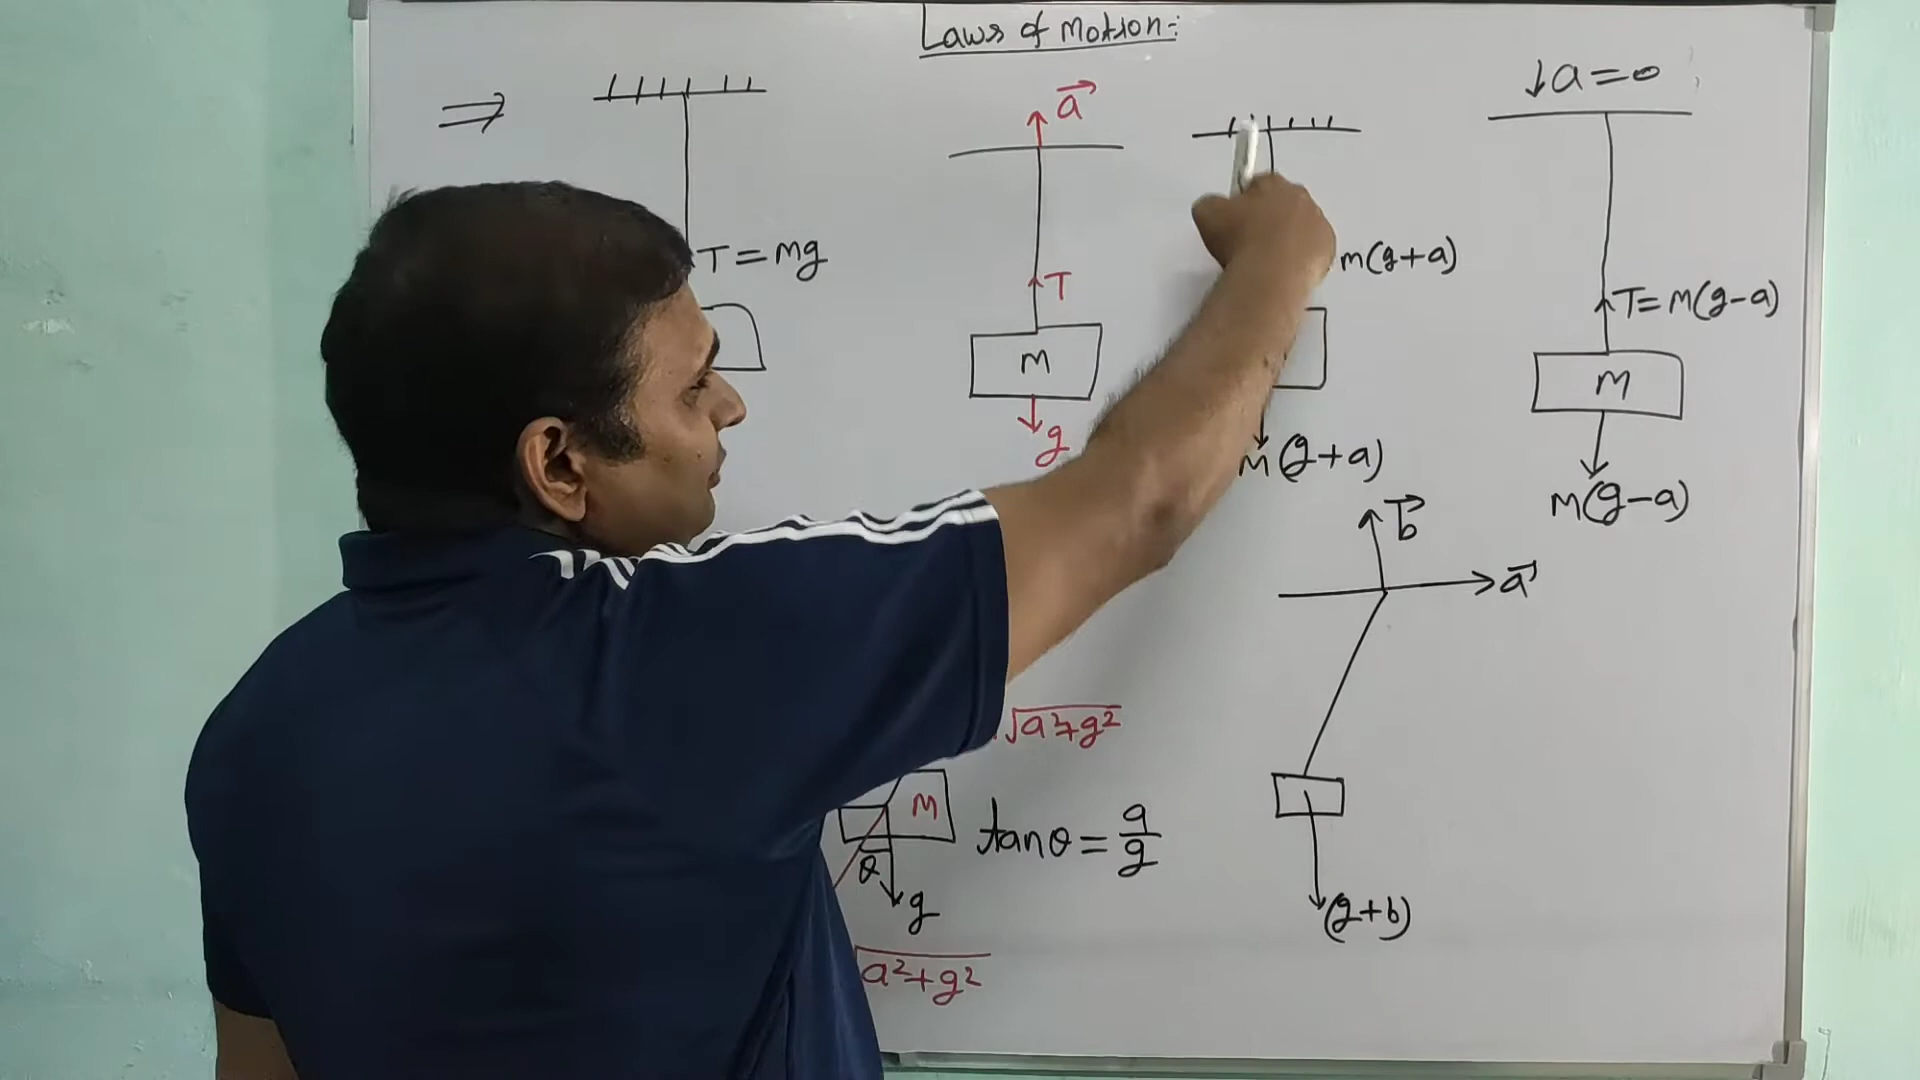 Laws of Motion:
⇒
T = mg
a⃗
T
M
g
m(g+a)
M(g+a)
↓a=0
T= M(g-a)
M
M(g-a)
b⃗
a⃗
(g+b)
√a²+g²
M
tanθ = a/g
θ
g
√a²+g²